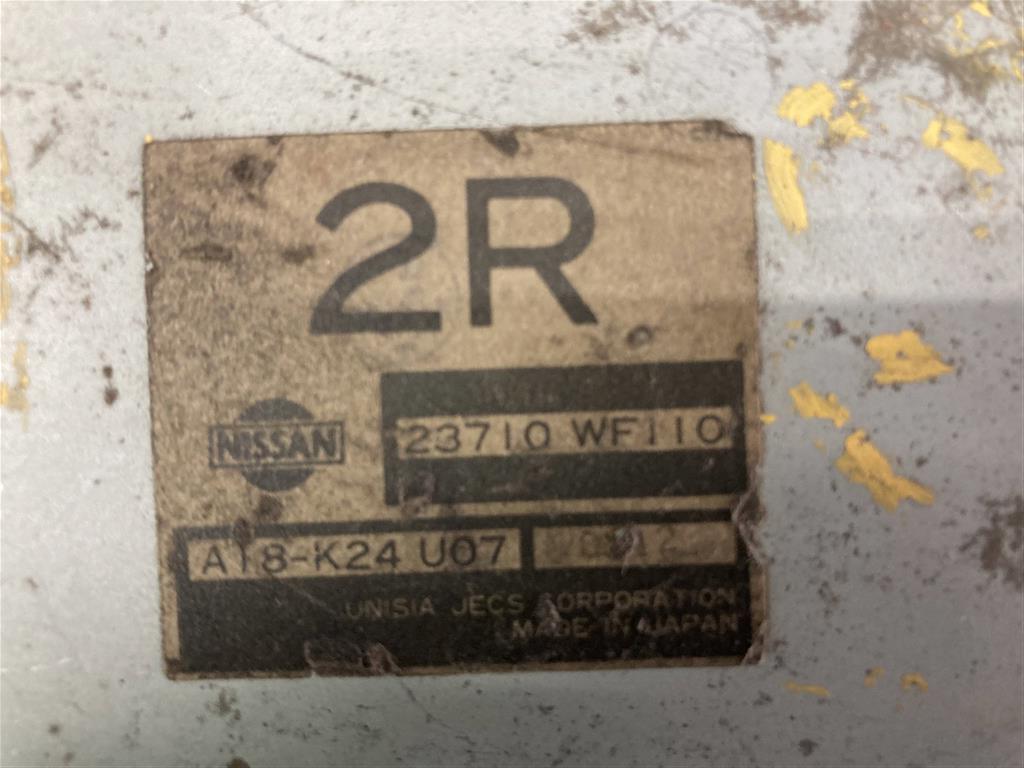 2R
NISSAN
23710 WF110
A18-K24 U07
UNISIA JECS CORPORATION
MADE IN JAPAN